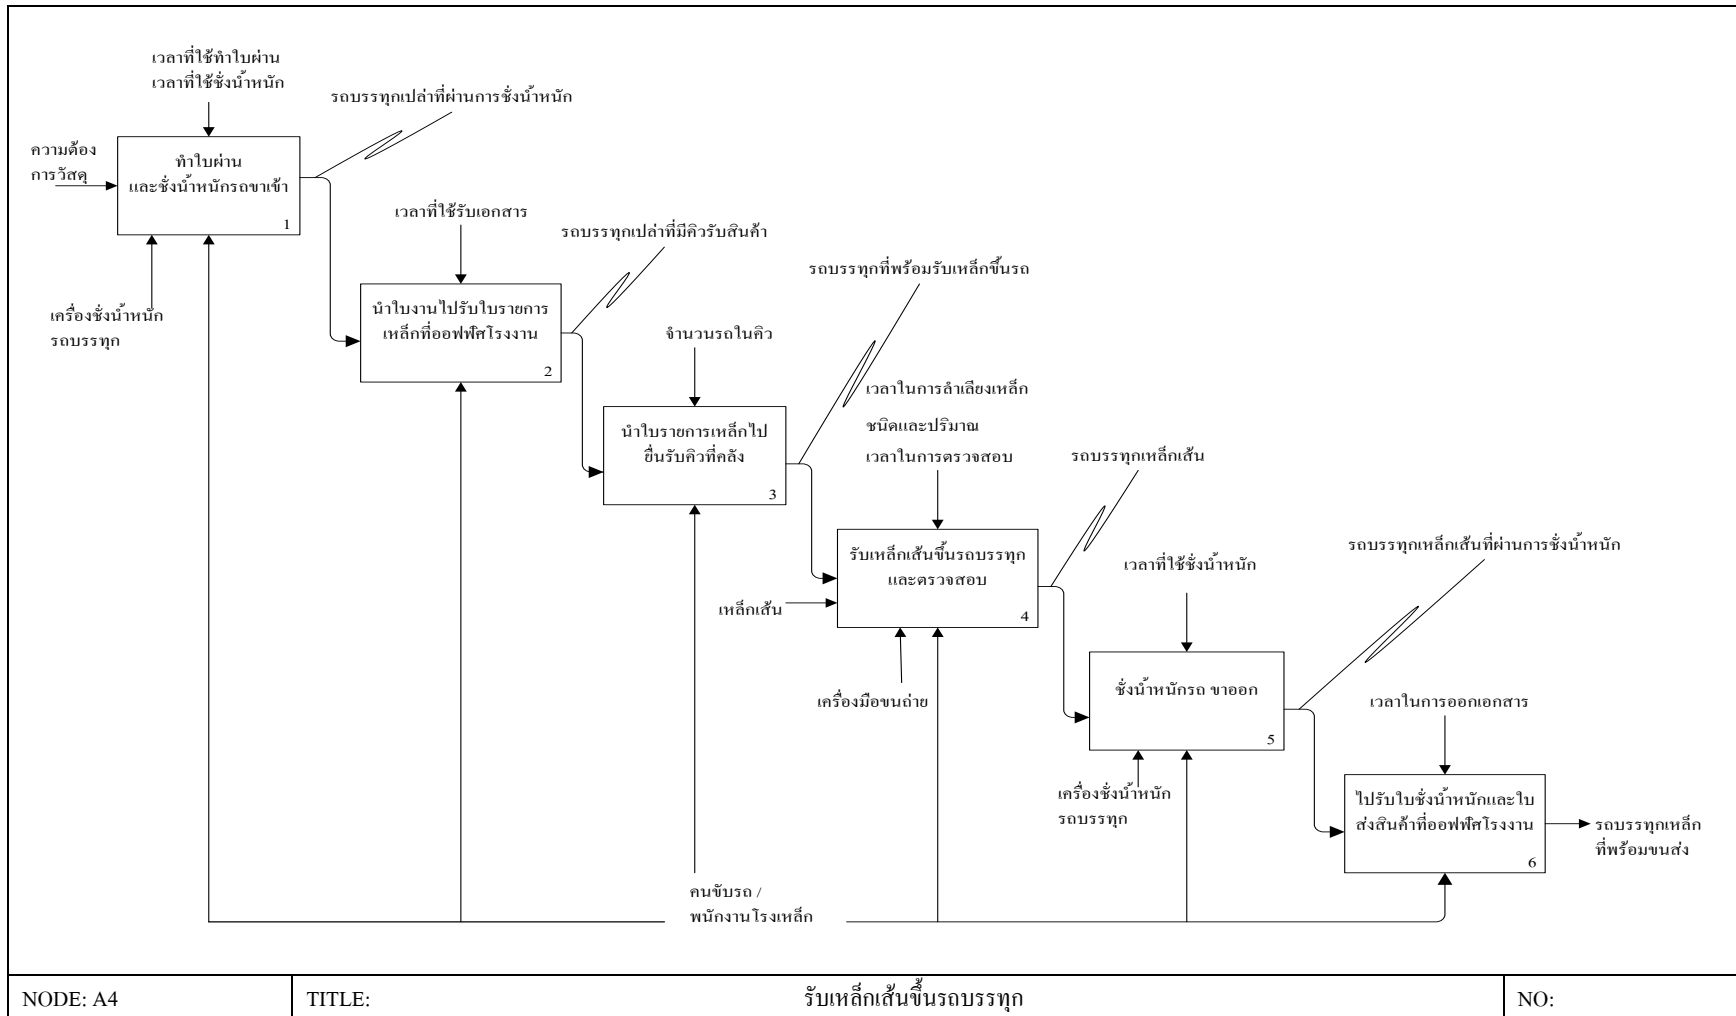 เวลาที่ใช้ทำใบผ่าน
เวลาที่ใช้ชั่งน้ำหนัก
รถบรรทุกเปล่าที่ผ่านการชั่งน้ำหนัก
ความต้อง
การวัสดุ
ทำใบผ่าน
และชั่งน้ำหนักรถขาเข้า
1
เครื่องชั่งน้ำหนัก
รถบรรทุก
เวลาที่ใช้รับเอกสาร
รถบรรทุกเปล่าที่มีคิวรับสินค้า
นำใบงานไปรับใบรายการ
เหล็กที่ออฟฟิศโรงงาน
2
รถบรรทุกที่พร้อมรับเหล็กขึ้นรถ
จำนวนรถในคิว
นำใบรายการเหล็กไป
ยื่นรับคิวที่คลัง
3
เวลาในการลำเลียงเหล็ก
ชนิดและปริมาณ
เวลาในการตรวจสอบ
รถบรรทุกเหล็กเส้น
รับเหล็กเส้นขึ้นรถบรรทุก
และตรวจสอบ
4
เหล็กเส้น
เครื่องมือขนถ่าย
เวลาที่ใช้ชั่งน้ำหนัก
รถบรรทุกเหล็กเส้นที่ผ่านการชั่งน้ำหนัก
ชั่งน้ำหนักรถ ขาออก
5
เครื่องชั่งน้ำหนัก
รถบรรทุก
เวลาในการออกเอกสาร
ไปรับใบชั่งน้ำหนักและใบ
ส่งสินค้าที่ออฟฟิศโรงงาน
6
รถบรรทุกเหล็ก
ที่พร้อมขนส่ง
คนขับรถ /
พนักงานโรงเหล็ก
NODE: A4
TITLE:
รับเหล็กเส้นขึ้นรถบรรทุก
NO: